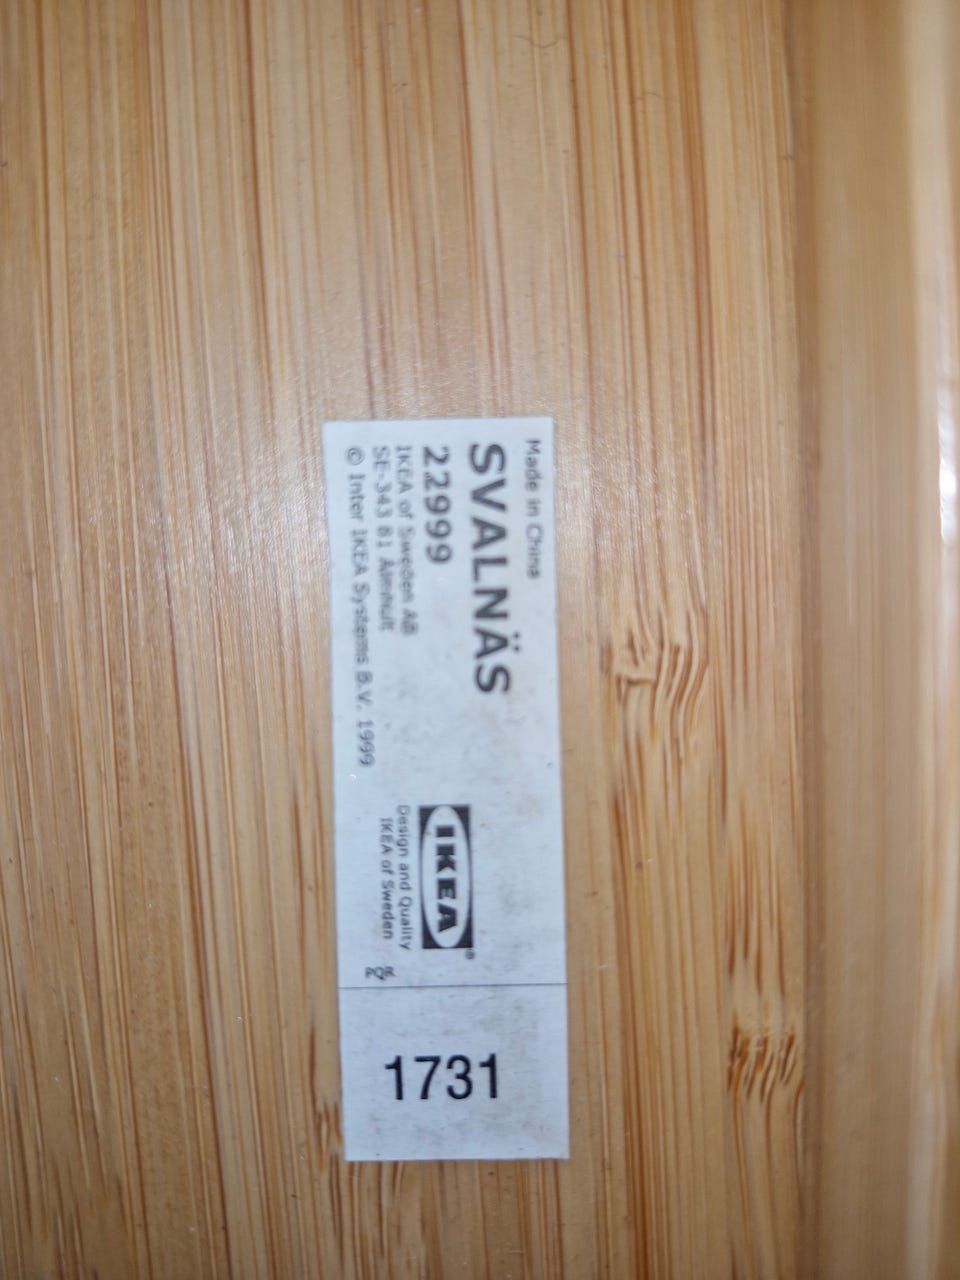 Made in China
SVALNÄS
22999
IKEA of Sweden AB
SE-343 81 Älmhult
© Inter IKEA Systems B.V. 1999
IKEA®
Design and Quality
IKEA of Sweden
PQR
1731